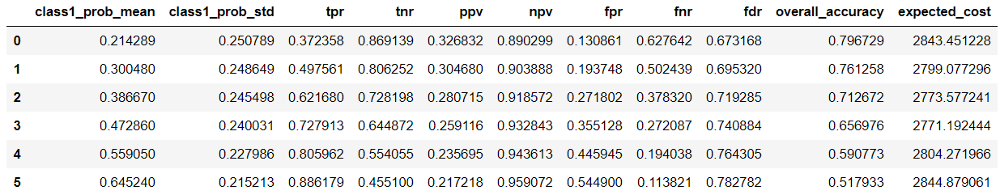 class1_prob_mean class1_prob_std tpr tnr ppv npv fpr fnr fdr overall_accuracy expected_cost
0 0.214289 0.250789 0.372358 0.869139 0.326832 0.890299 0.130861 0.627642 0.673168 0.796729 2843.451228
1 0.300480 0.248649 0.497561 0.806252 0.304680 0.903888 0.193748 0.502439 0.695320 0.761258 2799.077296
2 0.386670 0.245498 0.621680 0.728198 0.280715 0.918572 0.271802 0.378320 0.719285 0.712672 2773.577241
3 0.472860 0.240031 0.727913 0.644872 0.259116 0.932843 0.355128 0.272087 0.740884 0.656976 2771.192444
4 0.559050 0.227986 0.805962 0.554055 0.235695 0.943613 0.445945 0.194038 0.764305 0.590773 2804.271966
5 0.645240 0.215213 0.886179 0.455100 0.217218 0.959072 0.544900 0.113821 0.782782 0.517933 2844.879061